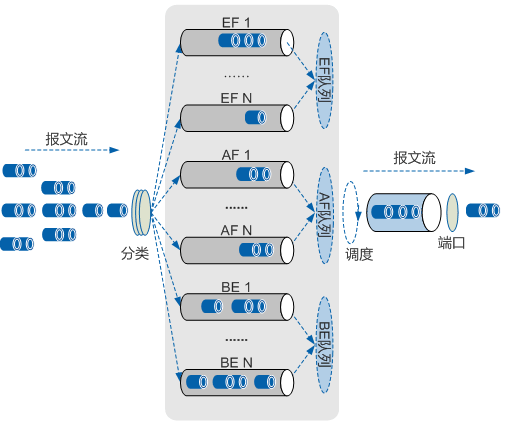 EF 1
......
EF N
EF队列
报文流
AF 1
......
AF队列
AF N
分类
BE 1
......
BE队列
BE N
调度
报文流
端口